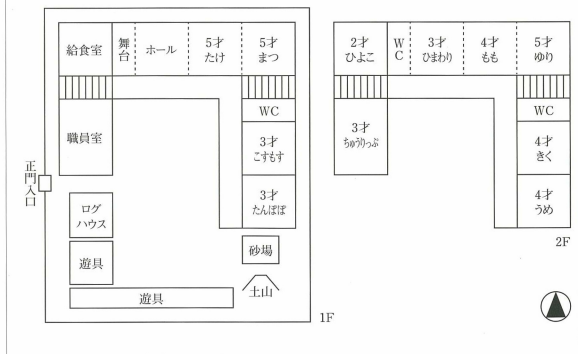 給食室
舞台
ホール
5才
たけ
5才
まつ
WC
職員室
3才
こすもす
3才
たんぽぽ
正門入口
ログ
ハウス
遊具
砂場
土山
遊具
1F
2才
ひよこ
WC
3才
ひまわり
4才
もも
5才
ゆり
WC
3才
ちゅうりっぷ
4才
きく
4才
うめ
2F